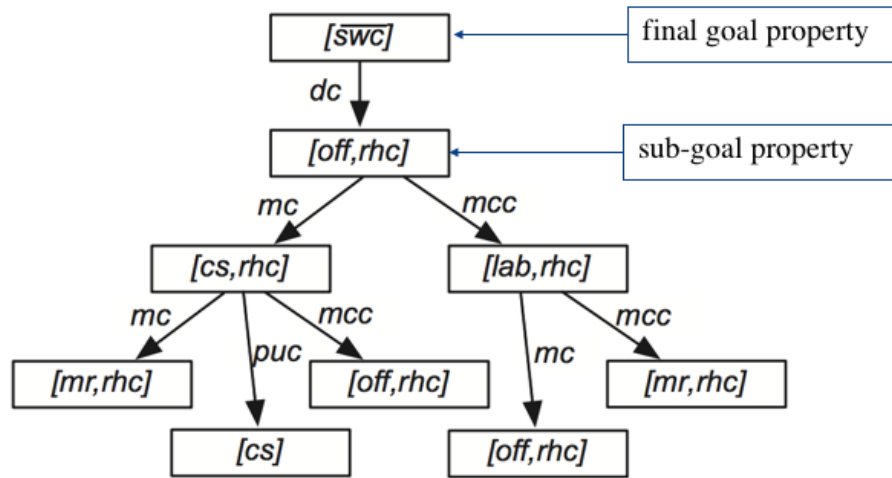 [s̅w̅c̅]
final goal property
dc
[off,rhc]
sub-goal property
mc
mcc
[cs,rhc]
[lab,rhc]
mc
puc
mcc
mc
mcc
[mr,rhc]
[off,rhc]
[mr,rhc]
[cs]
[off,rhc]